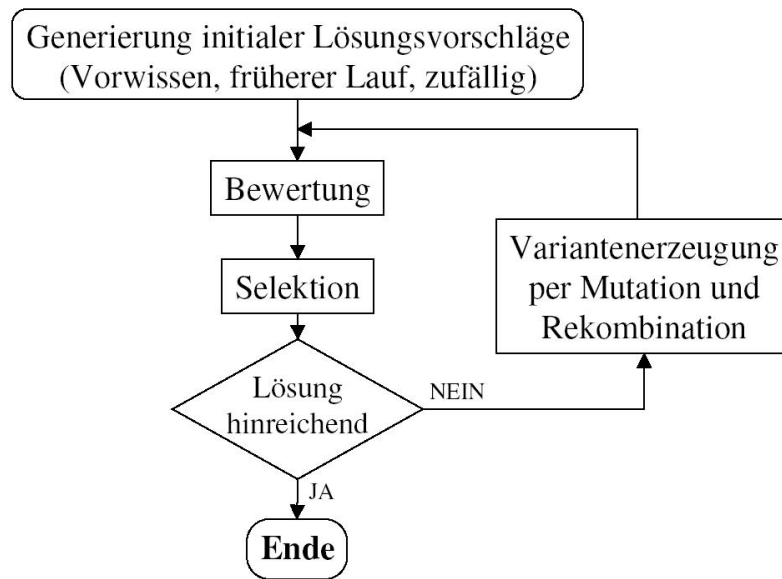 Generierung initialer Lösungsvorschläge
(Vorwissen, früherer Lauf, zufällig)
Bewertung
Selektion
Lösung
hinreichend
NEIN
Variantenerzeugung
per Mutation und
Rekombination
JA
Ende